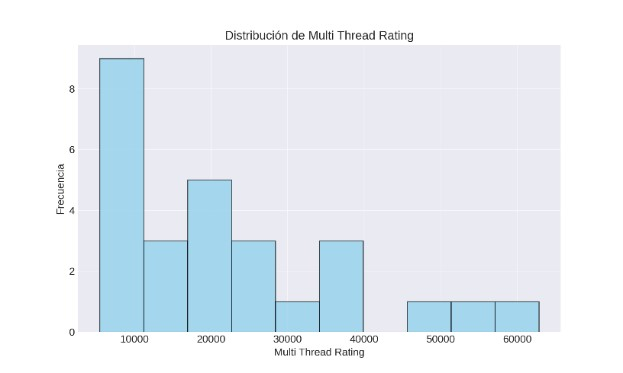 Distribución de Multi Thread Rating
Frecuencia
8
6
4
2
0
10000 20000 30000 40000 50000 60000
Multi Thread Rating